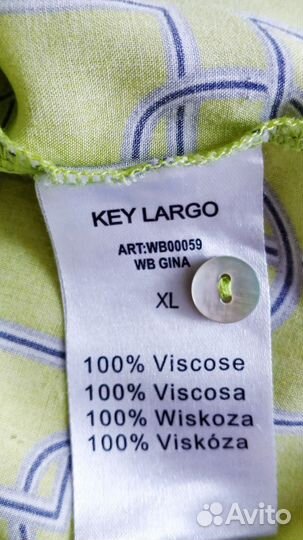 KEY LARGO
ART:WB00059
WB GINA
XL
100% Viscose
100% Viscosa
100% Wiskoza
100% Viskóza
Avito